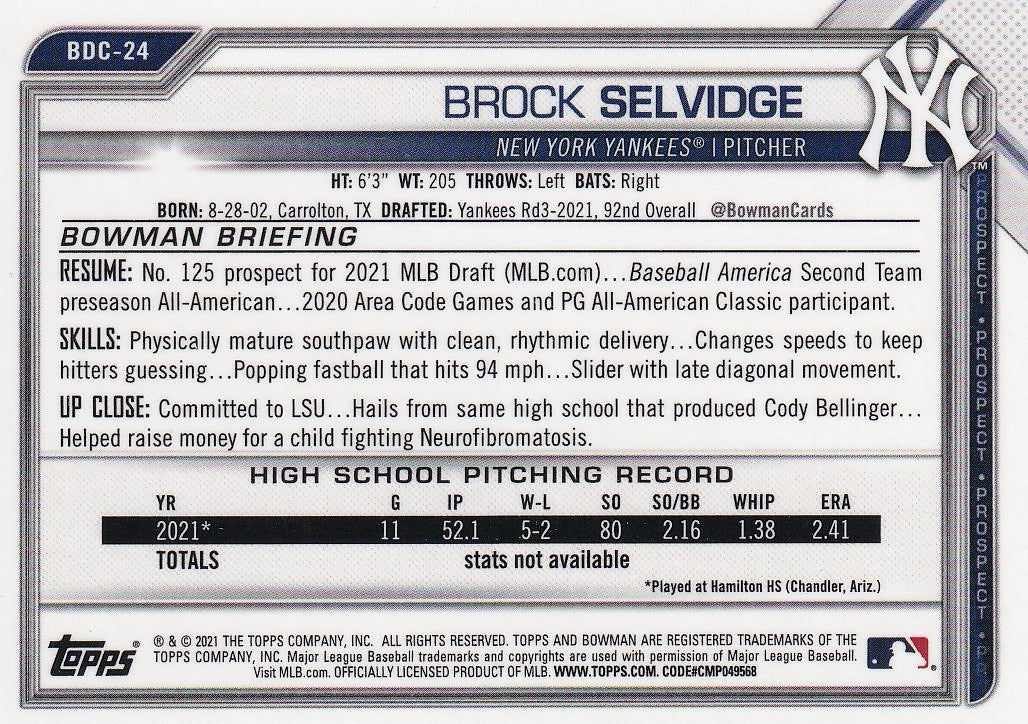 BDC-24
BROCK SELVIDGE
NEW YORK YANKEES® | PITCHER
NY
TM
HT: 6'3" WT: 205 THROWS: Left BATS: Right
BORN: 8-28-02, Carrolton, TX DRAFTED: Yankees Rd3-2021, 92nd Overall @BowmanCards
BOWMAN BRIEFING
RESUME: No. 125 prospect for 2021 MLB Draft (MLB.com)...Baseball America Second Team
preseason All-American...2020 Area Code Games and PG All-American Classic participant.
SKILLS: Physically mature southpaw with clean, rhythmic delivery...Changes speeds to keep
hitters guessing...Popping fastball that hits 94 mph...Slider with late diagonal movement.
UP CLOSE: Committed to LSU...Hails from same high school that produced Cody Bellinger...
Helped raise money for a child fighting Neurofibromatosis.
HIGH SCHOOL PITCHING RECORD
YR G IP W-L SO SO/BB WHIP ERA
2021* 11 52.1 5-2 80 2.16 1.38 2.41
TOTALS stats not available
*Played at Hamilton HS (Chandler, Ariz.)
PROSPECT • PROSPECT • PROSPECT • PR
Topps®
® & © 2021 THE TOPPS COMPANY, INC. ALL RIGHTS RESERVED. TOPPS AND BOWMAN ARE REGISTERED TRADEMARKS OF THE
TOPPS COMPANY, INC. Major League Baseball trademarks and copyrights are used with permission of Major League Baseball.
Visit MLB.com. OFFICIALLY LICENSED PRODUCT OF MLB. WWW.TOPPS.COM. CODE#CMP049568